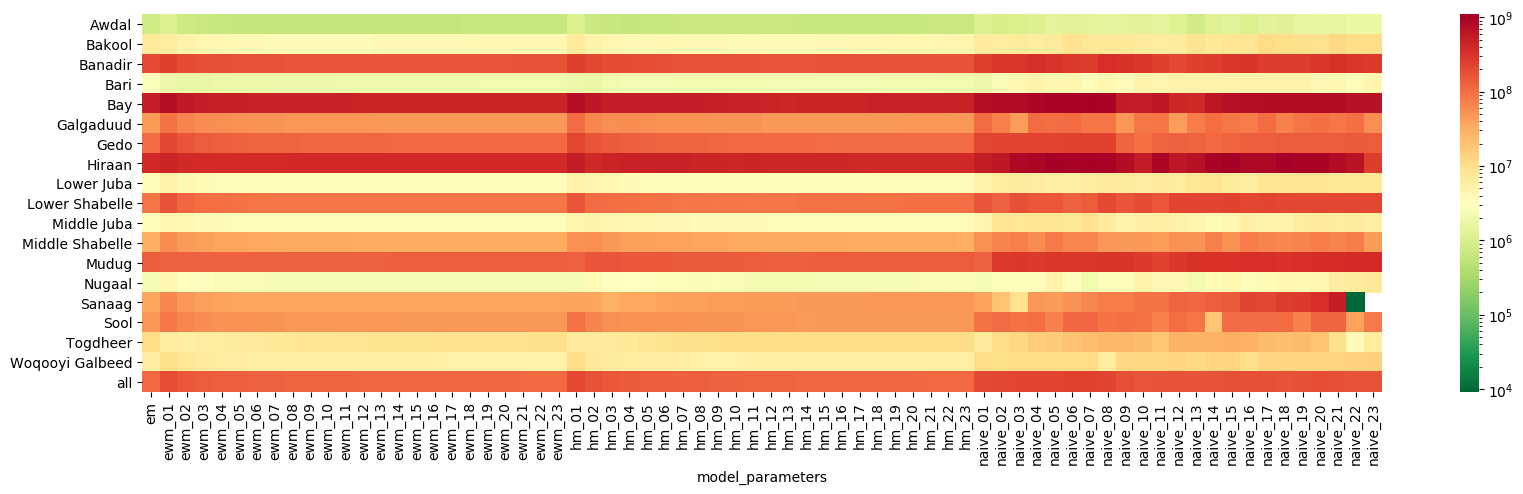 Awdal
Bakool
Banadir
Bari
Bay
Galgaduud
Gedo
Hiraan
Lower Juba
Lower Shabelle
Middle Juba
Middle Shabelle
Mudug
Nugaal
Sanaag
Sool
Togdheer
Woqooyi Galbeed
all
em
ewm_01
ewm_02
ewm_03
ewm_04
ewm_05
ewm_06
ewm_07
ewm_08
ewm_09
ewm_10
ewm_11
ewm_12
ewm_13
ewm_14
ewm_15
ewm_16
ewm_17
ewm_18
ewm_19
ewm_20
ewm_21
ewm_22
ewm_23
hm_01
hm_02
hm_03
hm_04
hm_05
hm_06
hm_07
hm_08
hm_09
hm_10
hm_11
hm_12
hm_13
hm_14
hm_15
hm_16
hm_17
hm_18
hm_19
hm_20
hm_21
hm_22
hm_23
naive_01
naive_02
naive_03
naive_04
naive_05
naive_06
naive_07
naive_08
naive_09
naive_10
naive_11
naive_12
naive_13
naive_14
naive_15
naive_16
naive_17
naive_18
naive_19
naive_20
naive_21
naive_22
naive_23
model_parameters
10⁹
10⁸
10⁷
10⁶
10⁵
10⁴